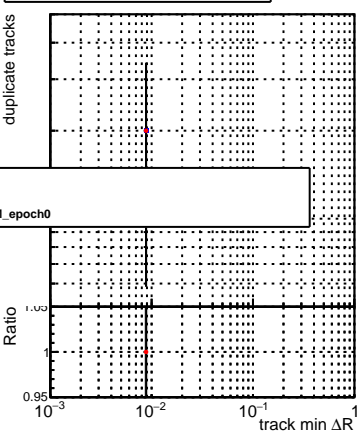 duplicate tracks
_epoch0
Ratio
1.05
1
0.95
10⁻³
10⁻²
10⁻¹
1
track min ΔR